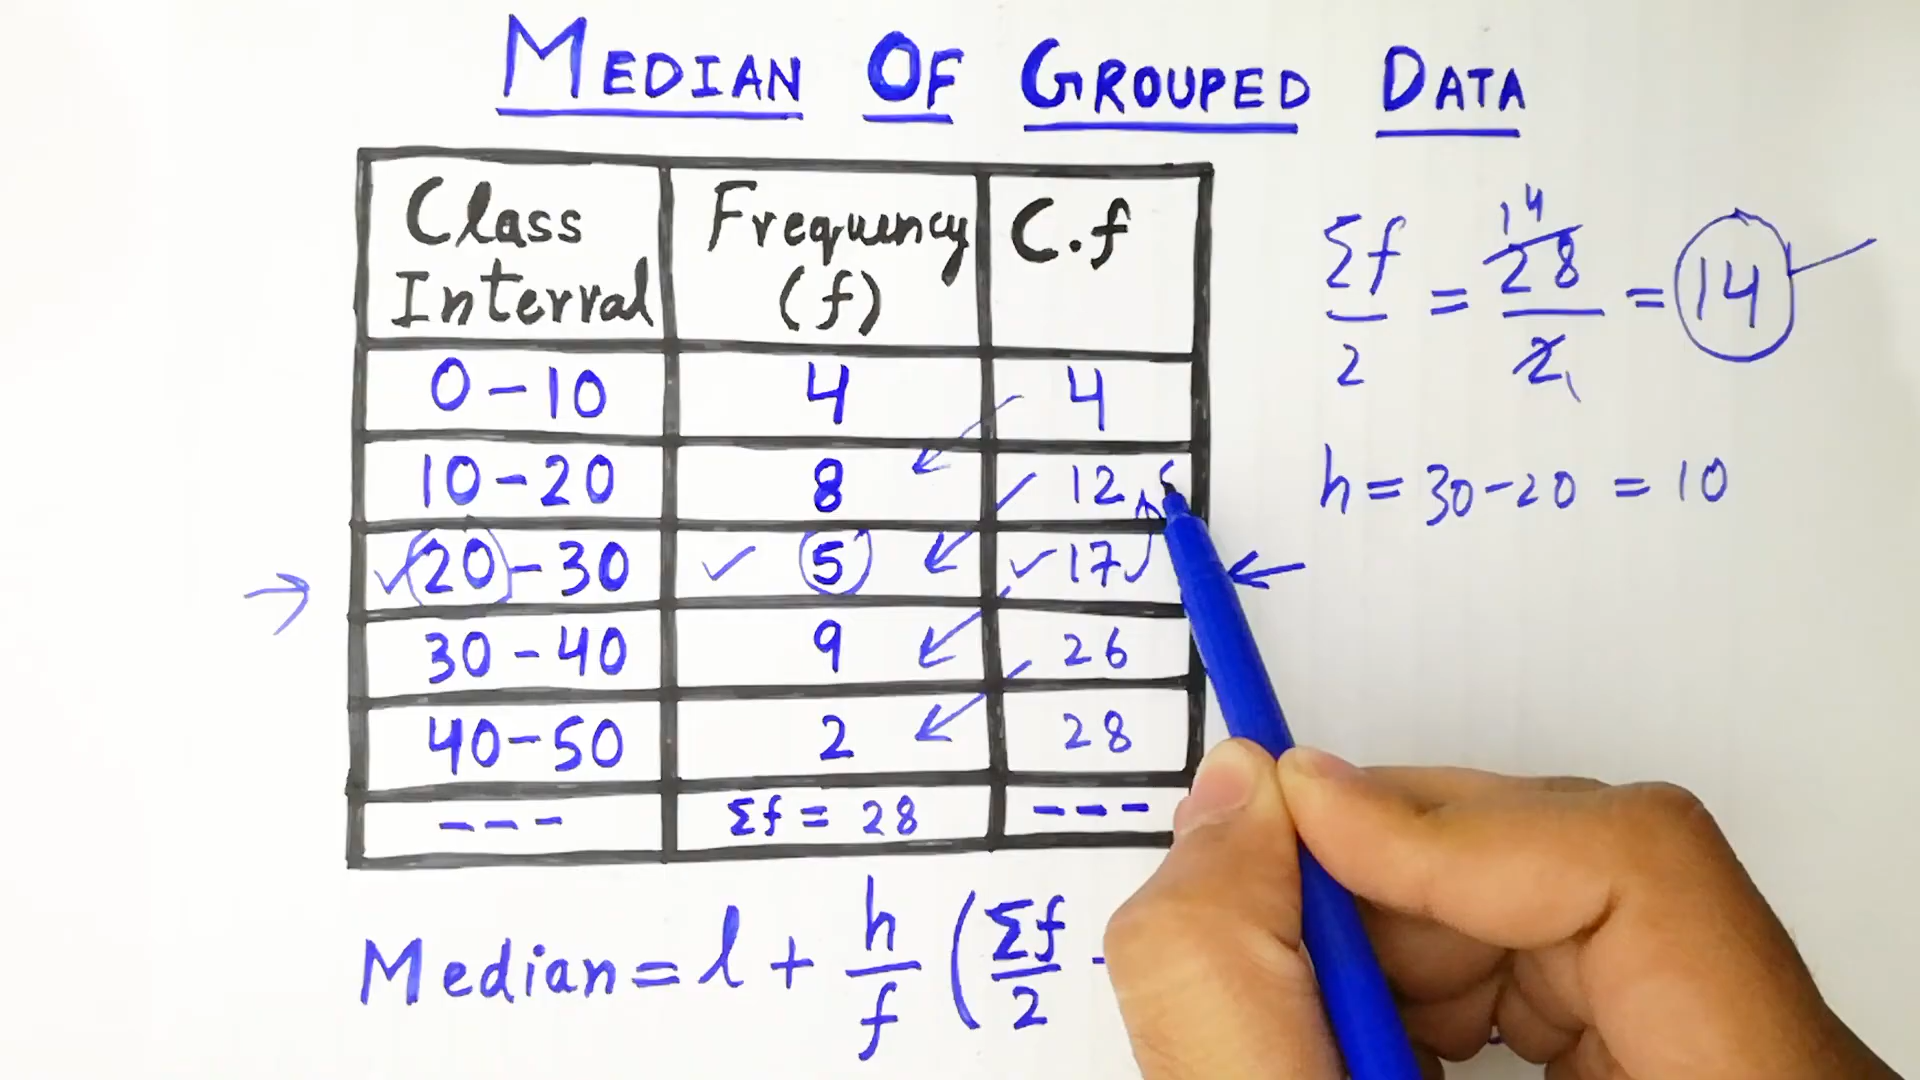 MEDIAN OF GROUPED DATA
Class Interval Frequency (f) C.f
0-10 4 4
10-20 8 12
20-30 5 17
30-40 9 26
40-50 2 28
--- Σf = 28 ---
Σf/2 = 28/2 = 14
14
1
h = 30-20 = 10
Median = l + h/f (Σf/2 -